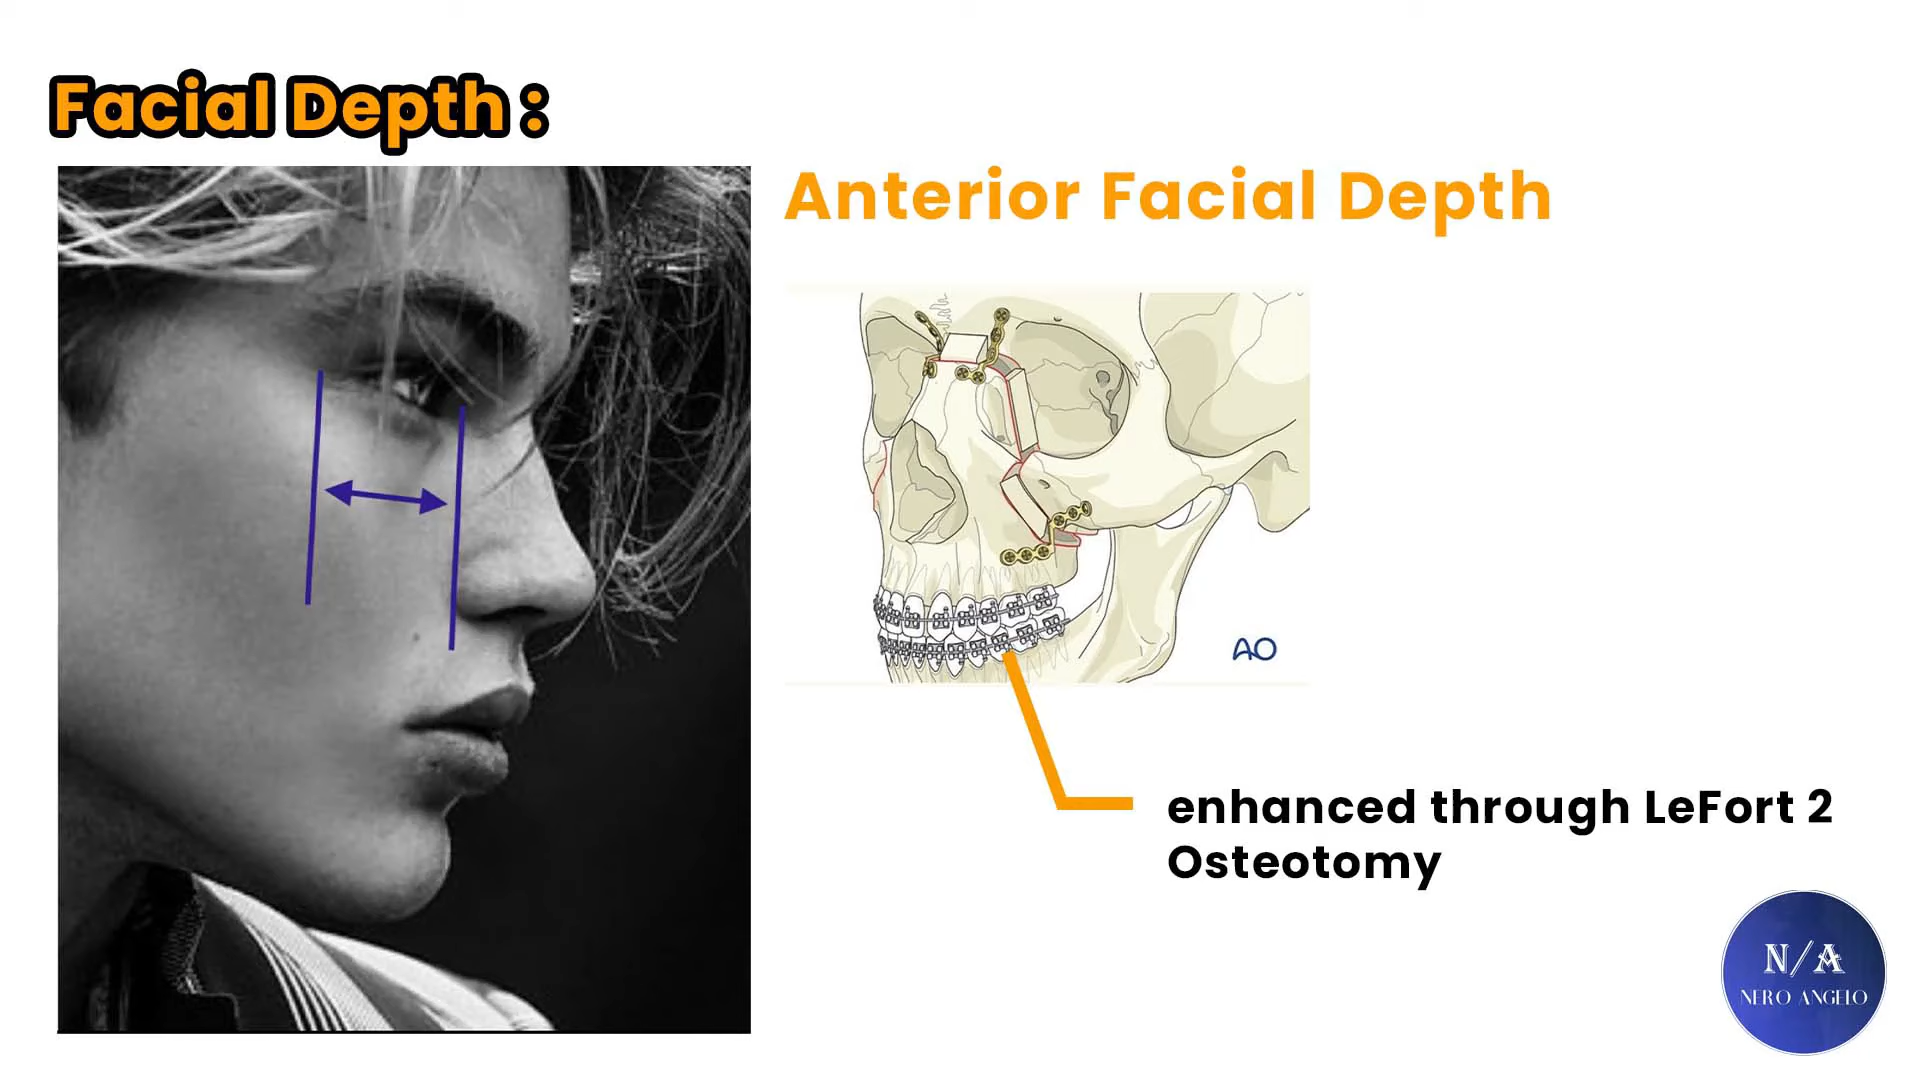 Facial Depth :
Anterior Facial Depth
AO
enhanced through LeFort 2
Osteotomy
N/A
NERO ANGELO